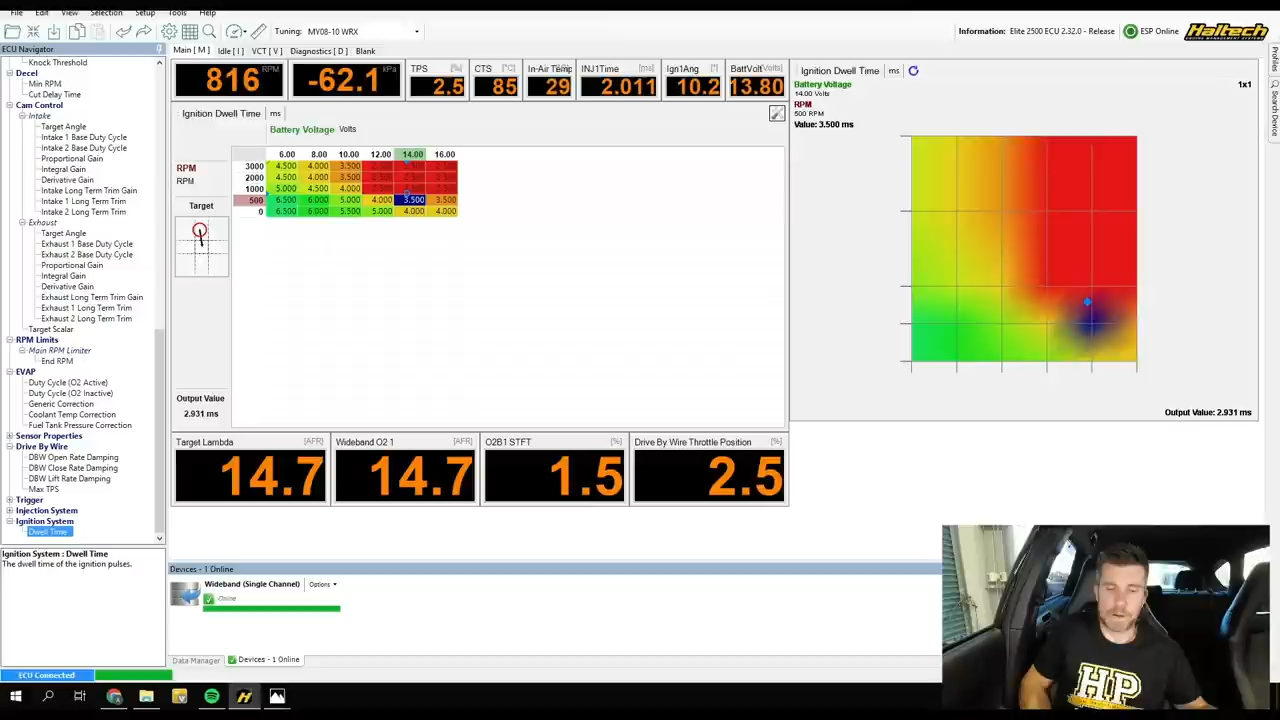 File Edit View Selection Setup Tools Help
Tuning: MY08-10 WRX
Information: Elite 2500 ECU 2.32.0 - Release
ESP Online
Haltech
ENGINE MANAGEMENT SYSTEMS
ECU Navigator
Main [ M ] Idle [ I ] VCT [ V ] Diagnostics [ D ] Blank
Knock Threshold
Decel
Min RPM
Cut Delay Time
Cam Control
Intake
Target Angle
Intake 1 Base Duty Cycle
Intake 2 Base Duty Cycle
Proportional Gain
Integral Gain
Derivative Gain
Intake Long Term Trim Gain
Intake 1 Long Term Trim
Intake 2 Long Term Trim
Exhaust
Target Angle
Exhaust 1 Base Duty Cycle
Exhaust 2 Base Duty Cycle
Proportional Gain
Integral Gain
Derivative Gain
Exhaust Long Term Trim Gain
Exhaust 1 Long Term Trim
Exhaust 2 Long Term Trim
Target Scalar
RPM Limits
Main RPM Limiter
End RPM
EVAP
Duty Cycle (O2 Active)
Duty Cycle (O2 Inactive)
Generic Correction
Coolant Temp Correction
Fuel Tank Pressure Correction
Sensor Properties
Drive By Wire
DBW Open Rate Damping
DBW Close Rate Damping
DBW Lift Rate Damping
Max TPS
Trigger
Injection System
Ignition System
Dwell Time
Ignition System : Dwell Time
The dwell time of the ignition pulses.
ECU Connected
816 RPM
-62.1 kPa
TPS [%] 2.5
CTS [°C] 85
In-Air Temp 29
INJ1Time [ms] 2.011
Ign1Ang [°] 10.2
BattVolt [Volts] 13.80
Ignition Dwell Time ms
Battery Voltage Volts
RPM
RPM
Target
6.00 8.00 10.00 12.00 14.00 16.00
3000 4.500 4.000 3.500
2000 4.500 4.000 3.500
1000 5.000 4.500 4.000
500 6.500 6.000 5.500 4.000 3.500 3.500
0 6.500 6.000 5.500 5.000 4.000 4.000
Output Value
2.931 ms
Ignition Dwell Time ms
Battery Voltage
14.00 Volts
RPM
500 RPM
Value: 3.500 ms
1x1
Output Value: 2.931 ms
Profiled
Search Device
Target Lambda [AFR]
14.7
Wideband O2 1 [AFR]
14.7
O2B1 STFT [%]
1.5
Drive By Wire Throttle Position [%]
2.5
Devices - 1 Online
Wideband (Single Channel) Options
Online
Data Manager Devices - 1 Online
HP